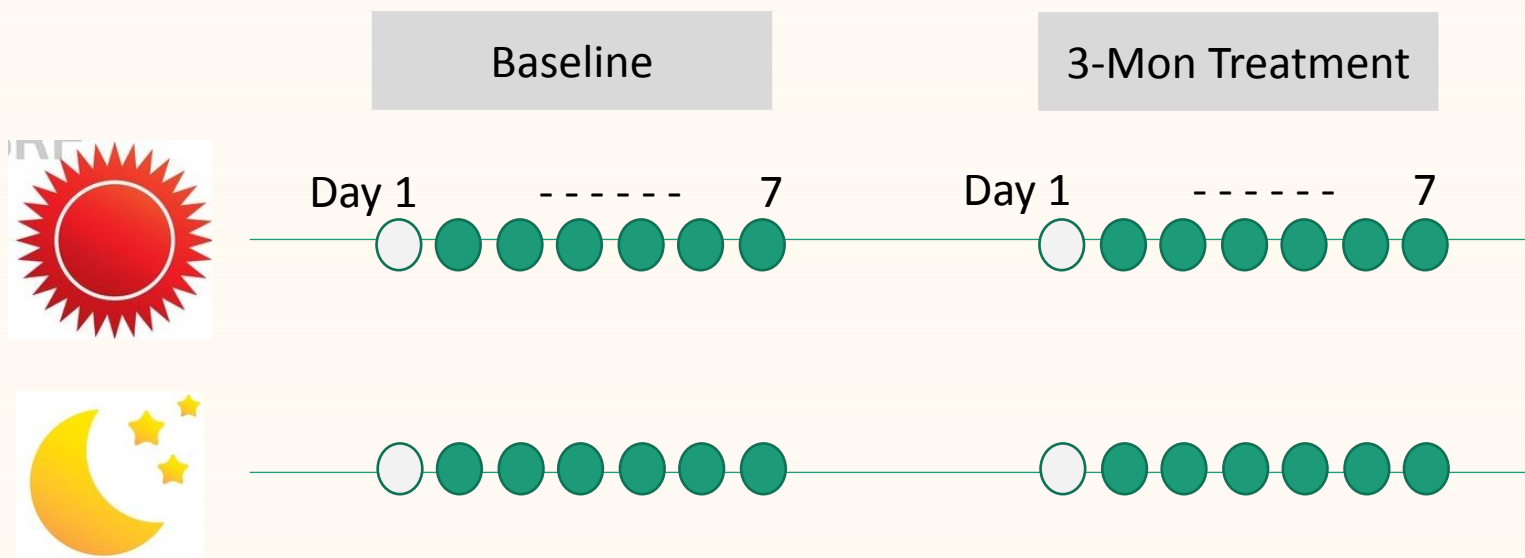 Baseline
3-Mon Treatment
Day 1 - - - - - - 7
Day 1 - - - - - - 7